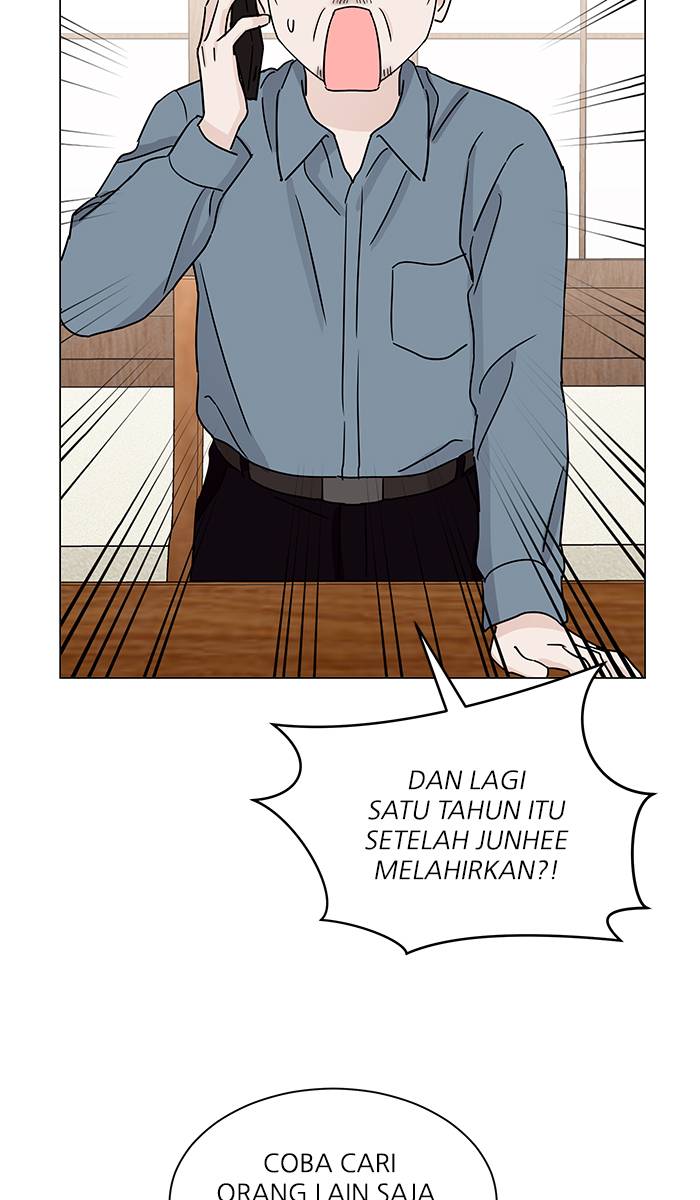 DAN LAGI
SATU TAHUN ITU
SETELAH JUNHEE
MELAHIRKAN?!
COBA CARI
ORANG LAIN SAJA